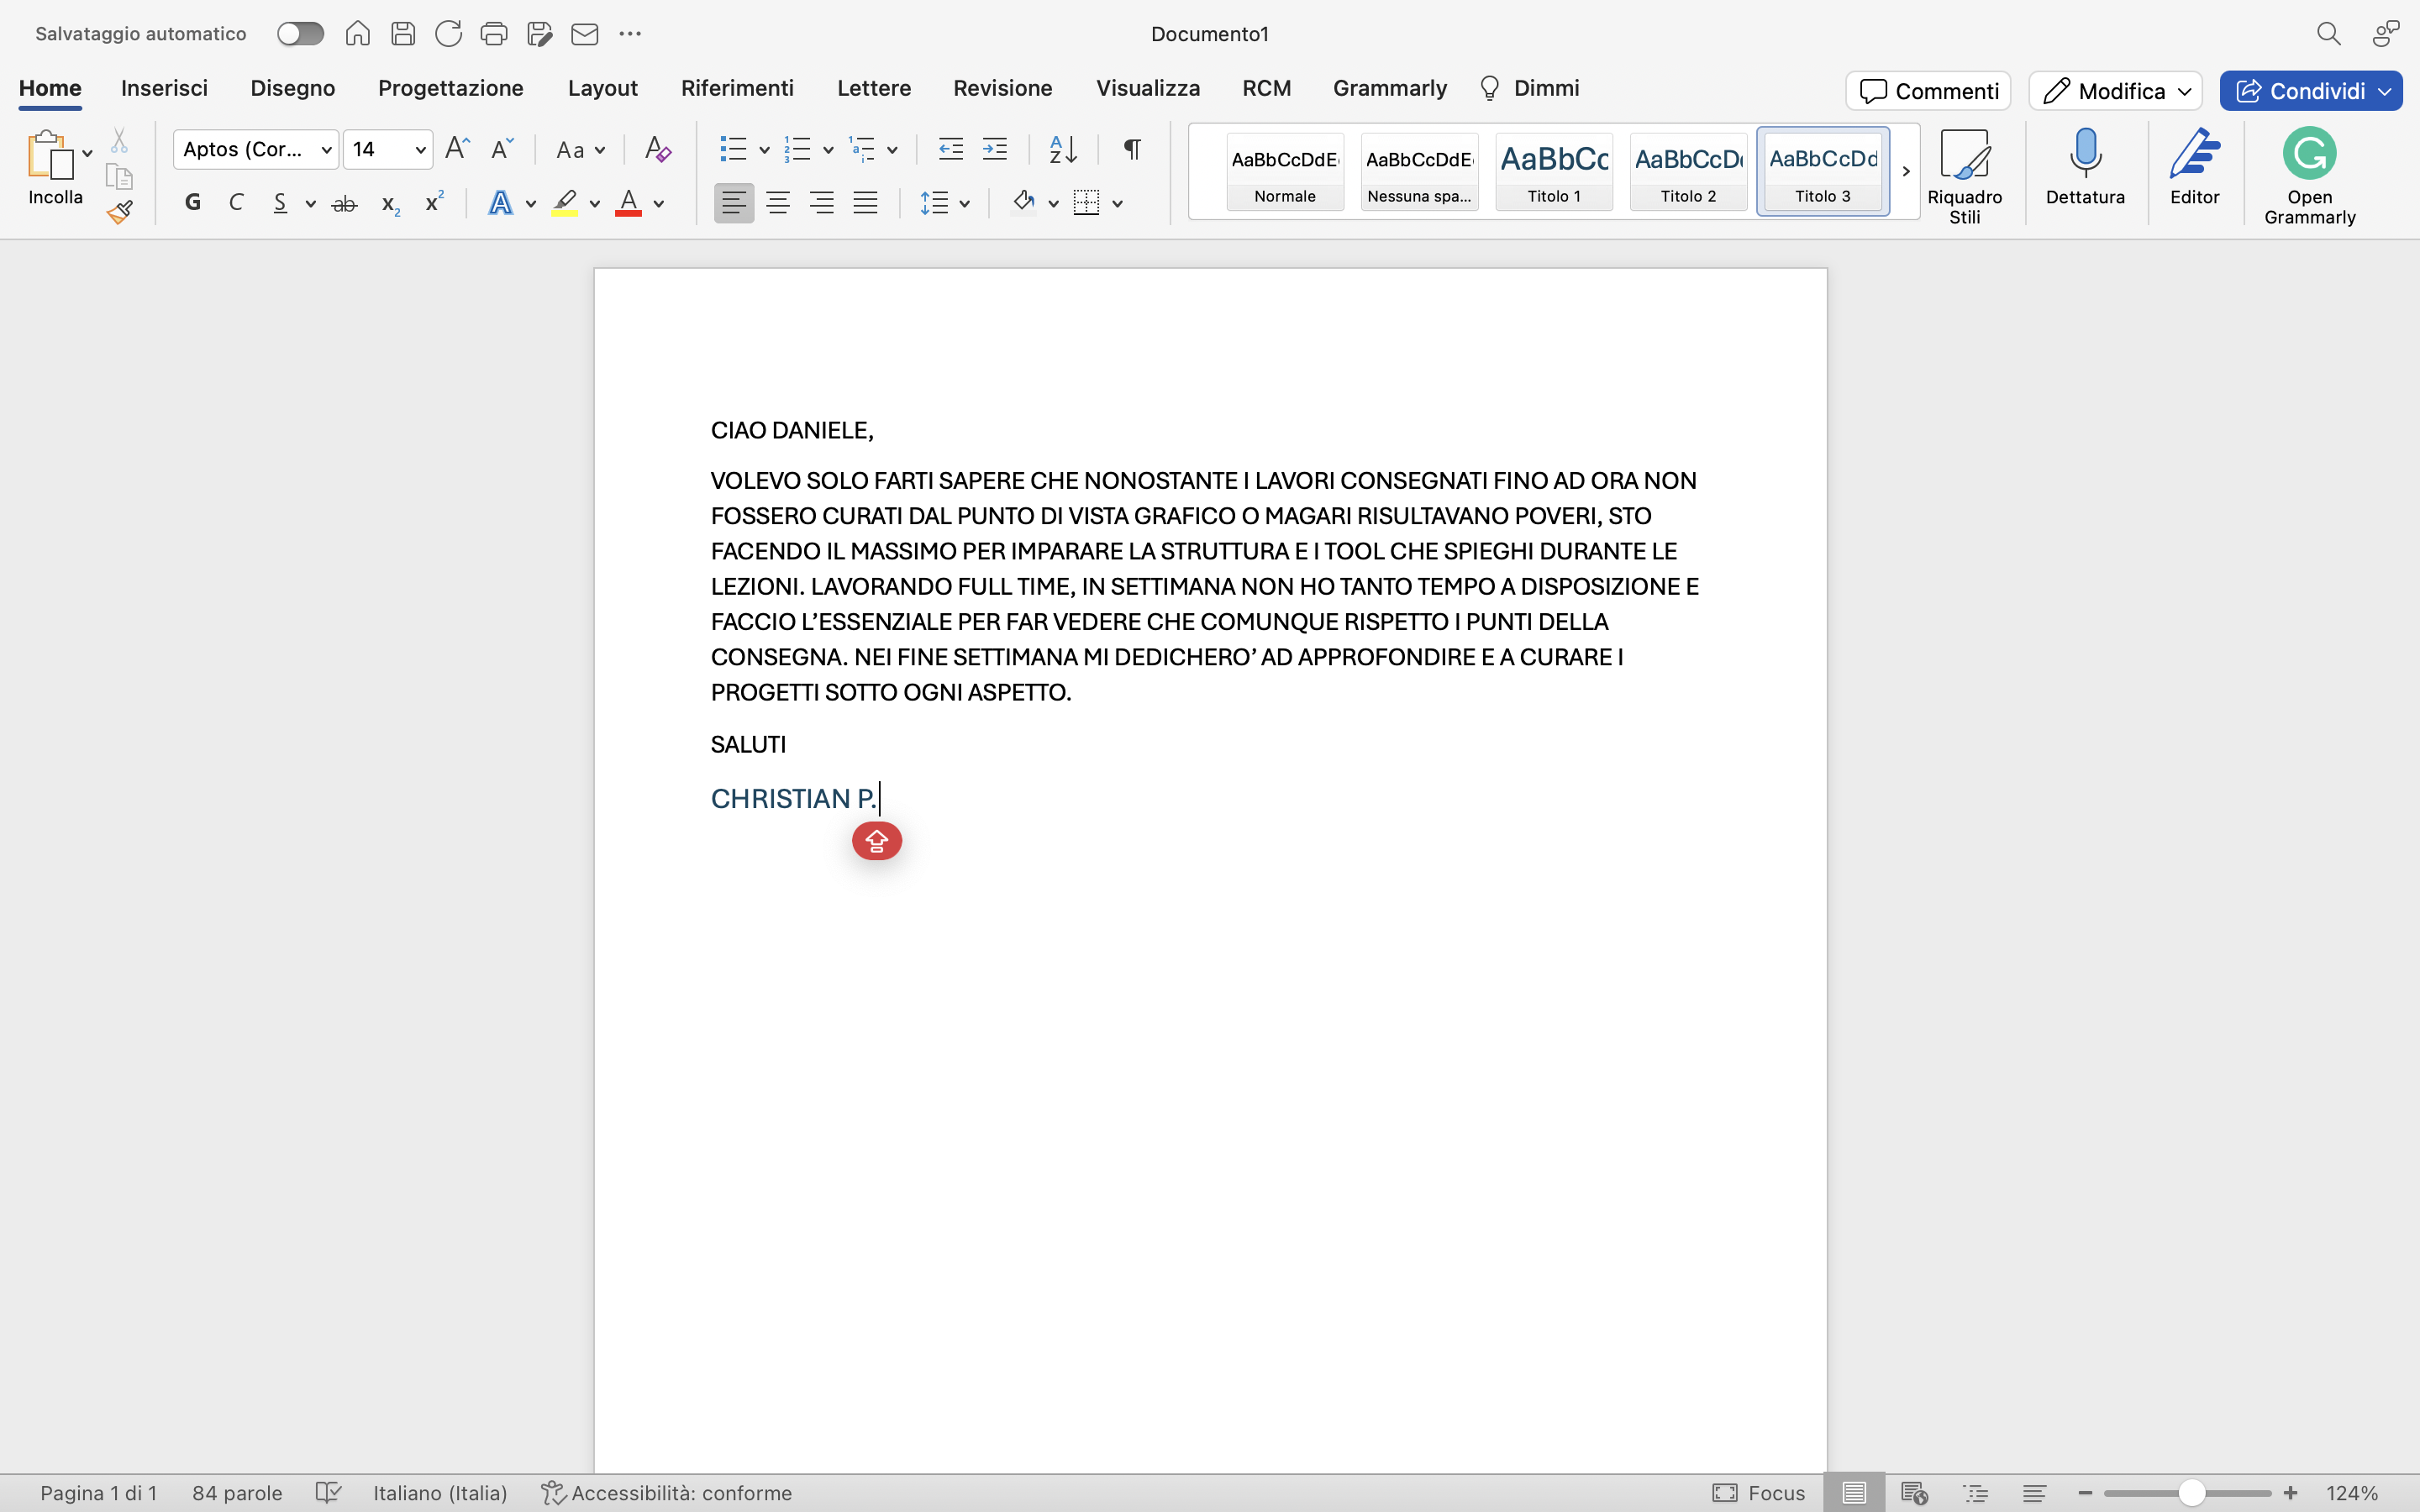 Salvataggio automatico
Documento1
Home Inserisci Disegno Progettazione Layout Riferimenti Lettere Revisione Visualizza RCM Grammarly Dimmi Commenti Modifica Condividi
Incolla
Aptos (Cor... 14
AaBbCcDdE AaBbCcDdE AaBbCc AaBbCcD AaBbCcDd
Normale Nessuna spa... Titolo 1 Titolo 2 Titolo 3
Riquadro Stili
Dettatura
Editor
Open Grammarly
CIAO DANIELE,
VOLEVO SOLO FARTI SAPERE CHE NONOSTANTE I LAVORI CONSEGNATI FINO AD ORA NON
FOSSERO CURATI DAL PUNTO DI VISTA GRAFICO O MAGARI RISULTAVANO POVERI, STO
FACENDO IL MASSIMO PER IMPARARE LA STRUTTURA E I TOOL CHE SPIEGHI DURANTE LE
LEZIONI. LAVORANDO FULL TIME, IN SETTIMANA NON HO TANTO TEMPO A DISPOSIZIONE E
FACCIO L’ESSENZIALE PER FAR VEDERE CHE COMUNQUE RISPETTO I PUNTI DELLA
CONSEGNA. NEI FINE SETTIMANA MI DEDICHERO’ AD APPROFONDIRE E A CURARE I
PROGETTI SOTTO OGNI ASPETTO.
SALUTI
CHRISTIAN P.
Pagina 1 di 1 84 parole Italiano (Italia) Accessibilità: conforme Focus 124%